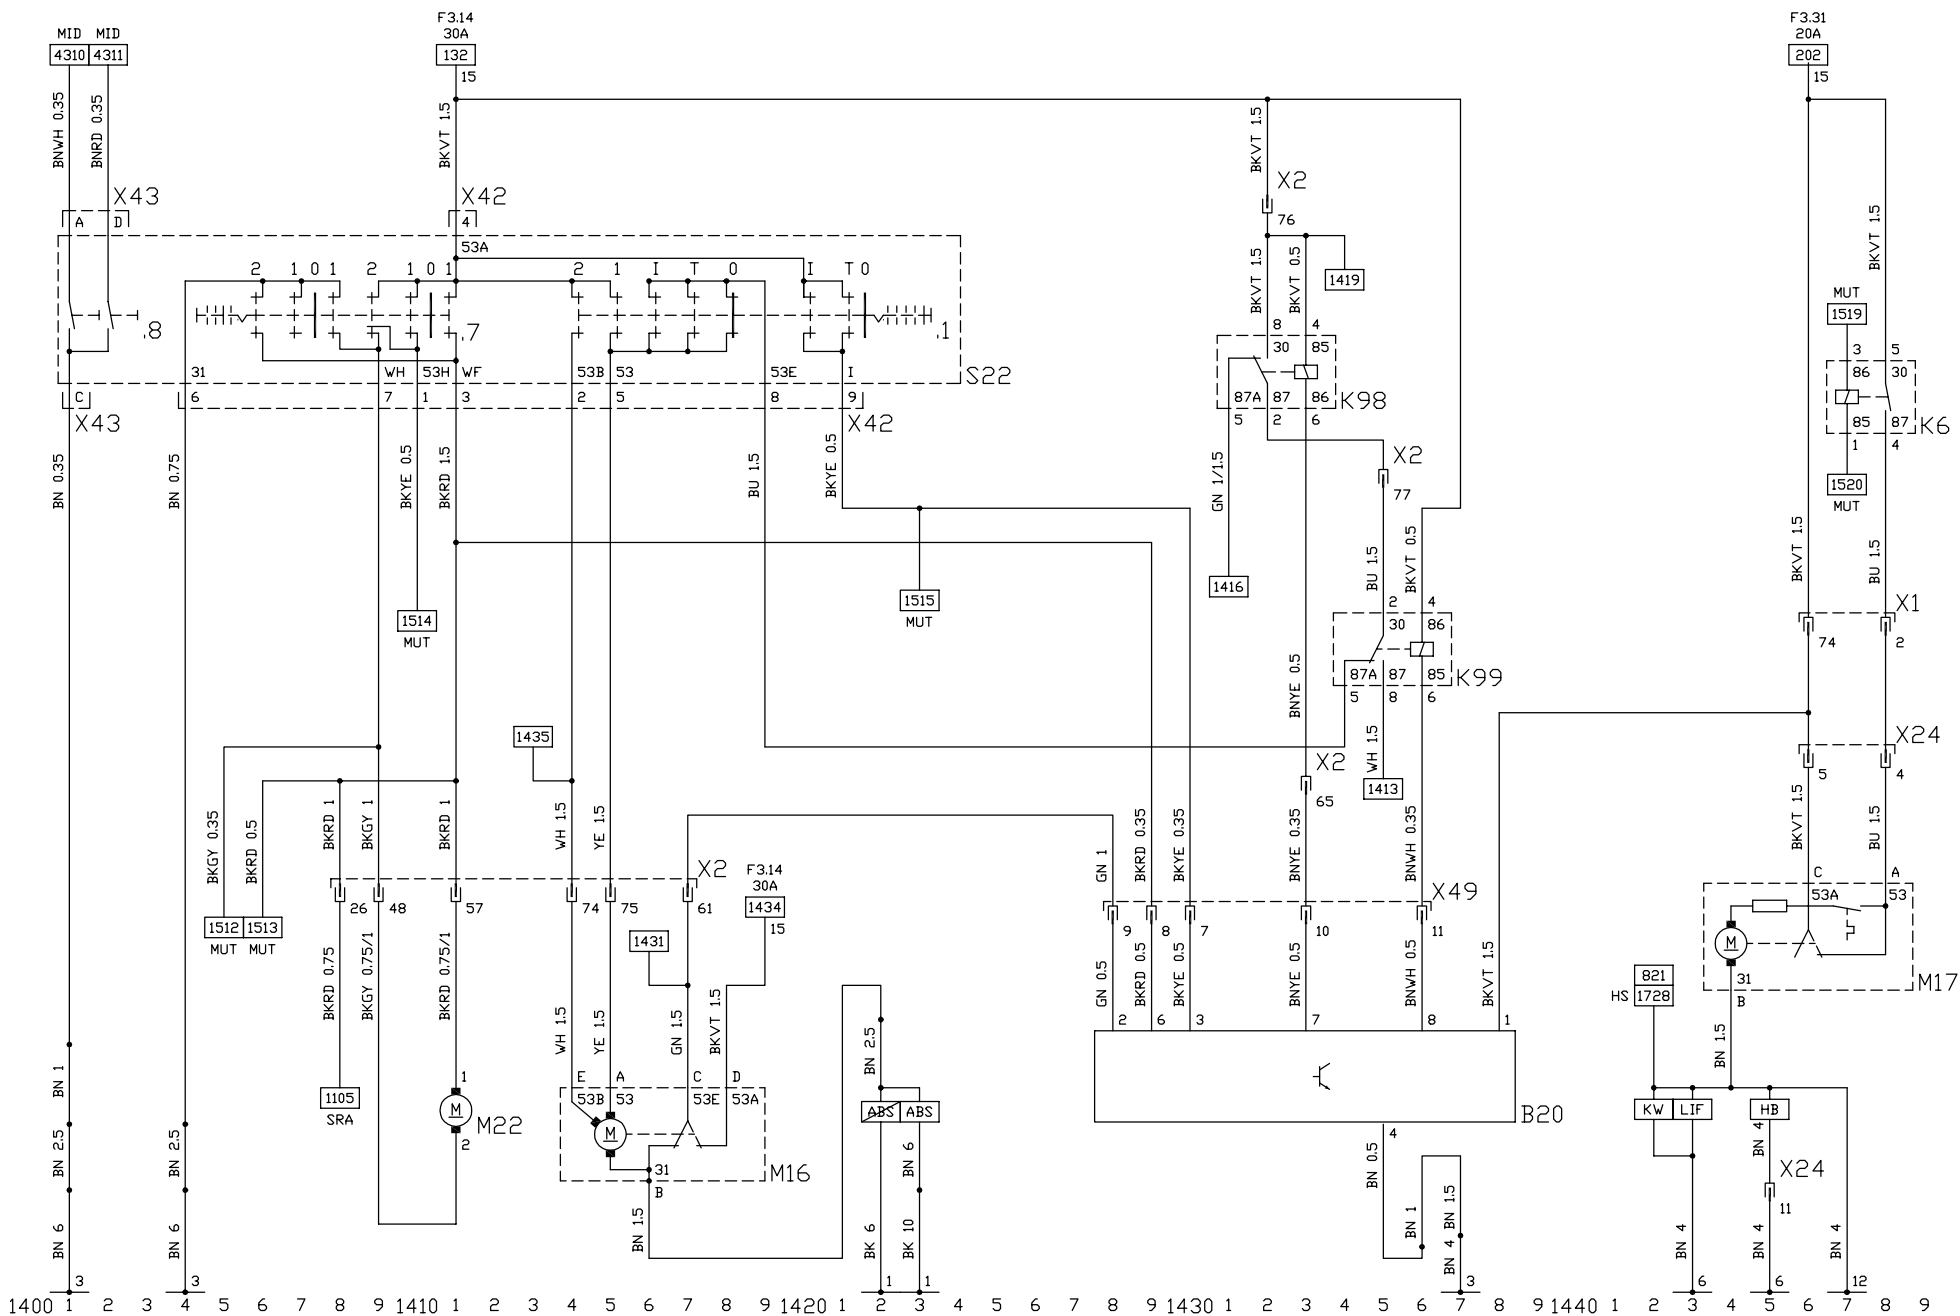 MID MID
4310 4311
F3.14
30A
132
15
F3.31
20A
202
15
BNWH 0.35
BNRD 0.35
BKVT 1.5
BKVT 1.5
X43
X42
X2
A D
4
76
BKVT 1.5
53A
2 1 0 1 2 1 0 1 2 1 I T 0 I T 0
BKVT 1.5
BKVT 0.5
1419
MUT
1519
.8
.7
.1
8 4
30 85
3 5
86 30
31 WH 53H WF 53B 53 53E I
S22
87A 87 86
K98
85 87
K6
C 6 7 1 3 2 5 8 9
5 2 6
1 4
X43
X42
BN 0.35
BN 0.75
BKYE 0.5
BKRD 1.5
BU 1.5
BKYE 0.5
GN 1/1.5
X2
77
1520
MUT
BU 1.5
BKVT 0.5
BKVT 1.5
BU 1.5
1416
1514
MUT
1515
MUT
2 4
30 86
X1
74 2
87A 87 85
K99
5 8 6
BNYE 0.5
WH 1.5
1435
X2
65
1413
X24
5 4
BKGY 0.35
BKRD 0.5
BKRD 1
BKGY 1
BKRD 1
WH 1.5
YE 1.5
GN 1
BKRD 0.35
BKYE 0.35
BNYE 0.35
BNWH 0.35
BKVT 1.5
BU 1.5
X2
F3.14
30A
1434
15
X49
C A
53A 53
26 48 57 74 75 61
9 8 7 10 11
1512 1513
MUT MUT
1431
M
31
M17
B
BKRD 0.75
BKGY 0.75/1
BKRD 0.75/1
WH 1.5
YE 1.5
GN 1.5
BKVT 1.5
BN 2.5
GN 0.5
BKRD 0.5
BKYE 0.5
BNYE 0.5
BNWH 0.5
BKVT 1.5
821
HS 1728
BN 1.5
2 6 3 7 8 1
BN 1
1105
SRA
1
M
M22
2
E A C D
53B 53 53E 53A
M
31
M16
B
ABS ABS
B20
4
KW LIF HB
BN 2.5
BN 2.5
BN 6
BN 0.5
BN 4
X24
11
BN 6
BN 6
BN 1.5
BK 6
BK 10
BN 1
BN 4
BN 1.5
BN 4
BN 4
BN 4
3 3 1 1 3 6 6 12
1400 1 2 3 4 5 6 7 8 9 1410 1 2 3 4 5 6 7 8 9 1420 1 2 3 4 5 6 7 8 9 1430 1 2 3 4 5 6 7 8 9 1440 1 2 3 4 5 6 7 8 9